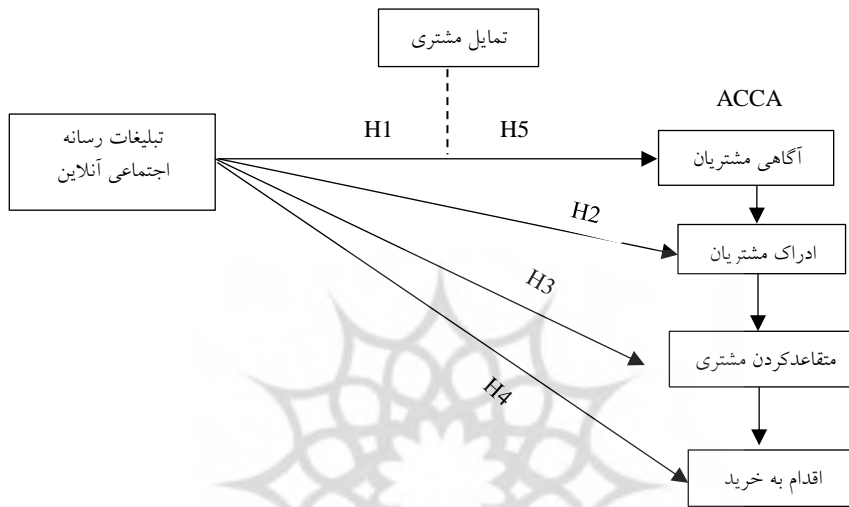 تمایل مشتری
ACCA
تبلیغات رسانه
اجتماعی آنلاین
H1
H5
آگاهی مشتریان
H2
ادراک مشتریان
H3
متقاعدکردن مشتری
H4
اقدام به خرید